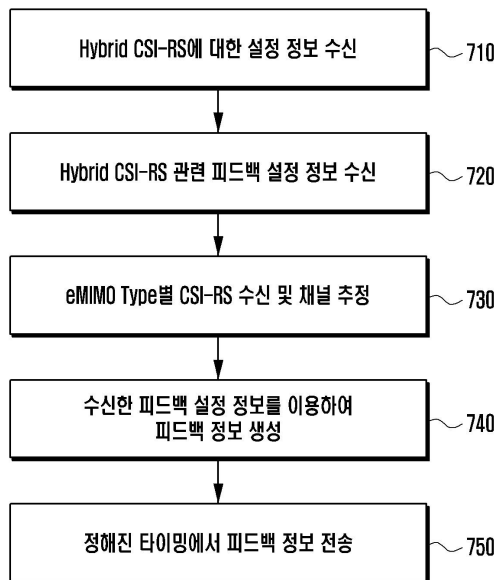 Hybrid CSI-RS에 대한 설정 정보 수신
710
Hybrid CSI-RS 관련 피드백 설정 정보 수신
720
eMIMO Type별 CSI-RS 수신 및 채널 추정
730
수신한 피드백 설정 정보를 이용하여
피드백 정보 생성
740
정해진 타이밍에서 피드백 정보 전송
750